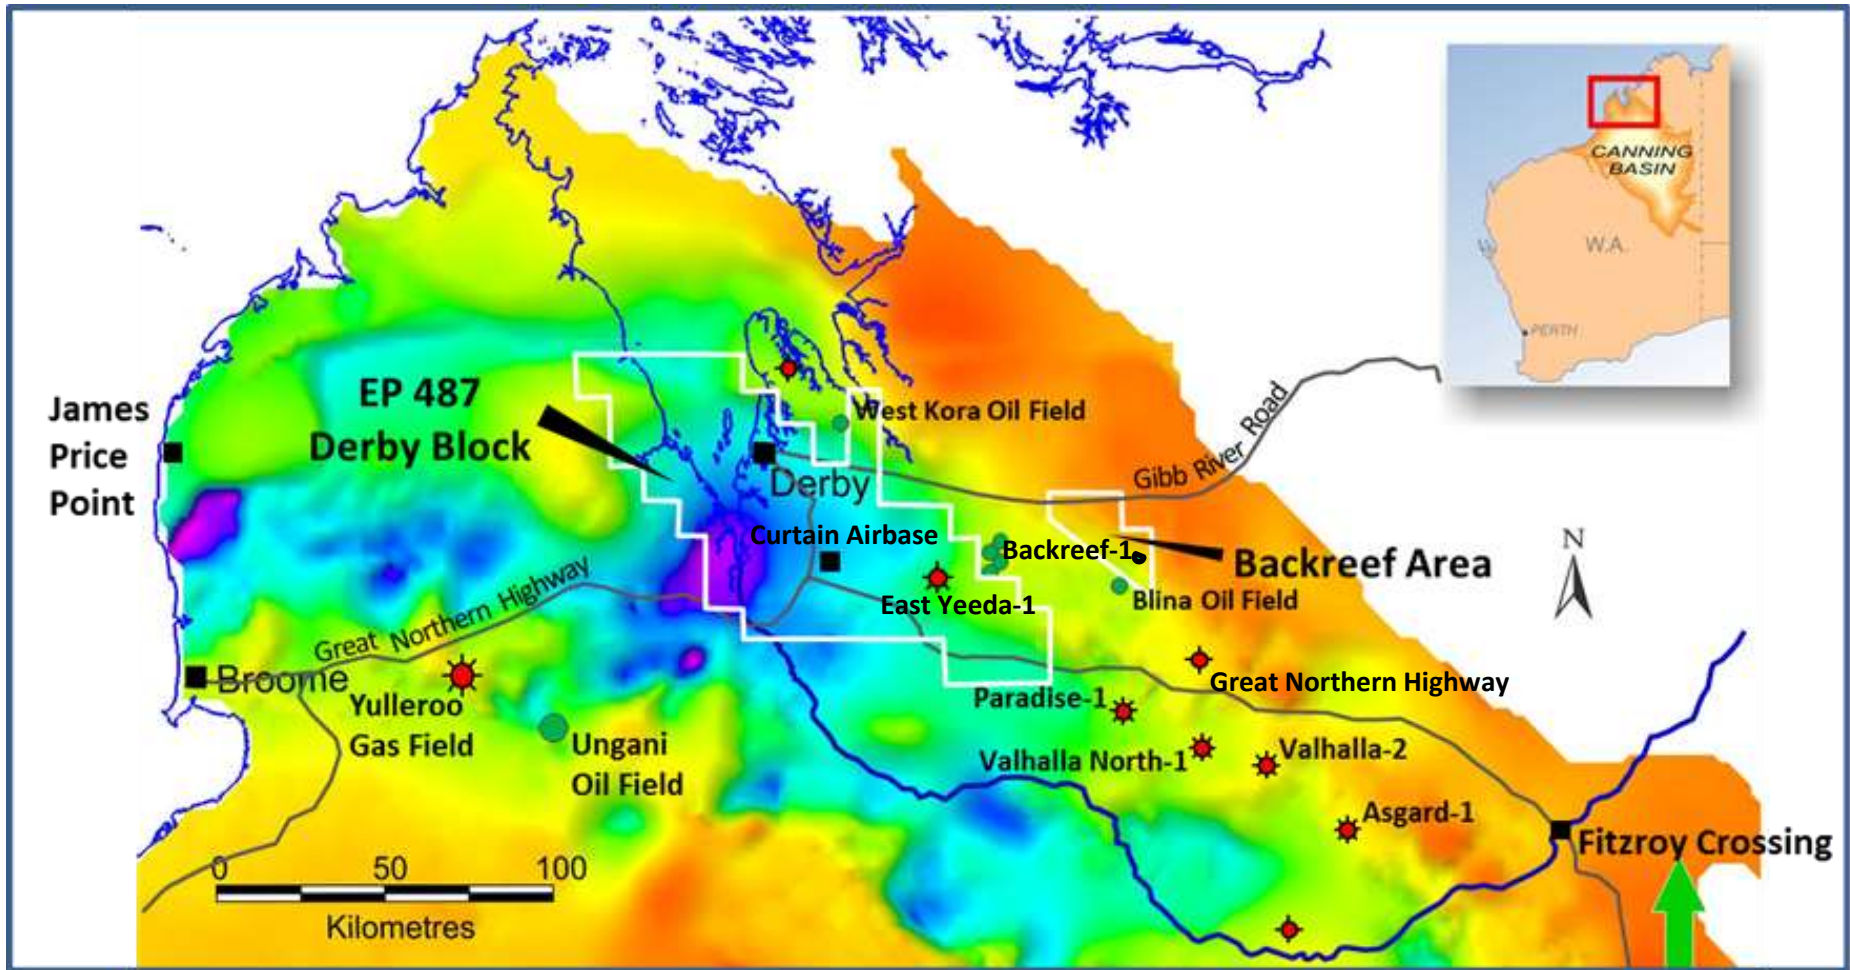 CANNING
BASIN
W.A.
PERTH
EP 487
Derby Block
James
Price
Point
West Kora Oil Field
Gibb River Road
Derby
N
Curtain Airbase
Backreef-1
Backreef Area
East Yeeda-1
Blina Oil Field
Great Northern Highway
Broome
Great Northern Highway
Yulleroo
Gas Field
Paradise-1
Ungani
Oil Field
Valhalla North-1
Valhalla-2
Asgard-1
Fitzroy Crossing
0 50 100
Kilometres